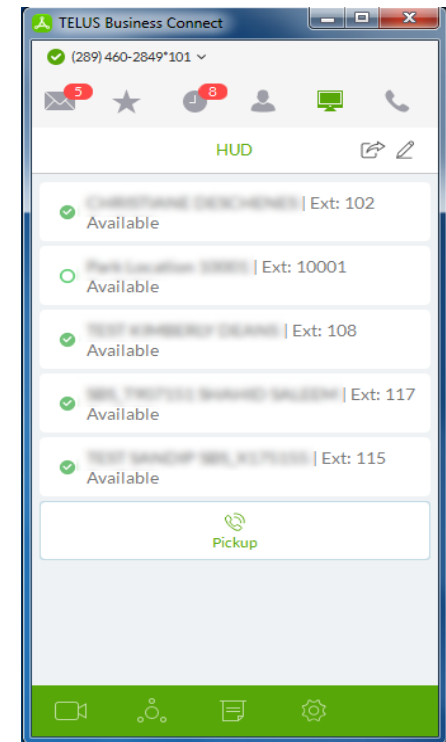 TELUS Business Connect
(289) 460-2849*101
5
8
HUD
| Ext: 102
Available
| Ext: 10001
Available
| Ext: 108
Available
| Ext: 117
Available
| Ext: 115
Available
Pickup